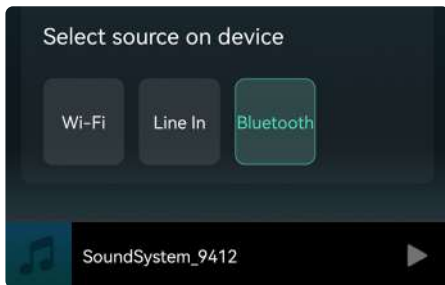 Select source on device
Wi-Fi
Line In
Bluetooth
SoundSystem_9412